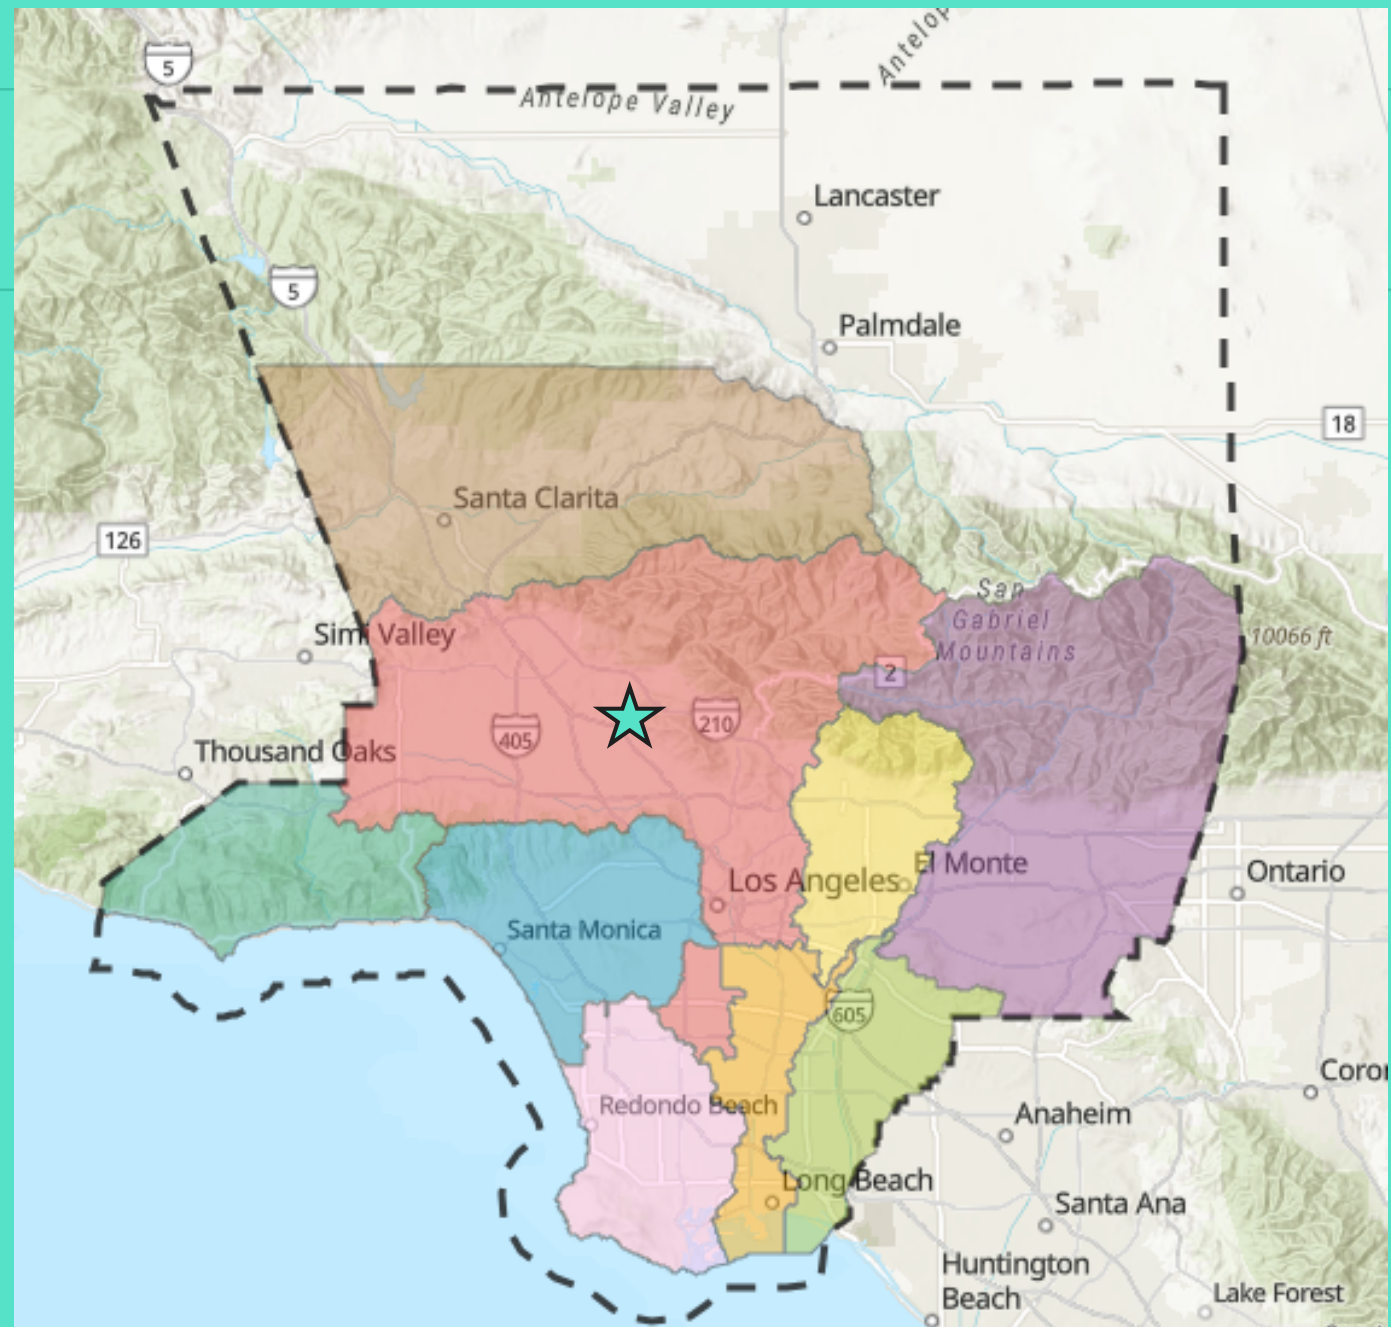 5
Antelop
Antelope Valley
Lancaster
5
Palmdale
18
Santa Clarita
126
San
Gabriel
Mountains
Simi Valley
10066 ft
2
210
405
Thousand Oaks
El Monte
Ontario
Los Angeles
Santa Monica
605
Coror
Redondo Beach
Anaheim
Long Beach
Santa Ana
Huntington
Beach
Lake Forest